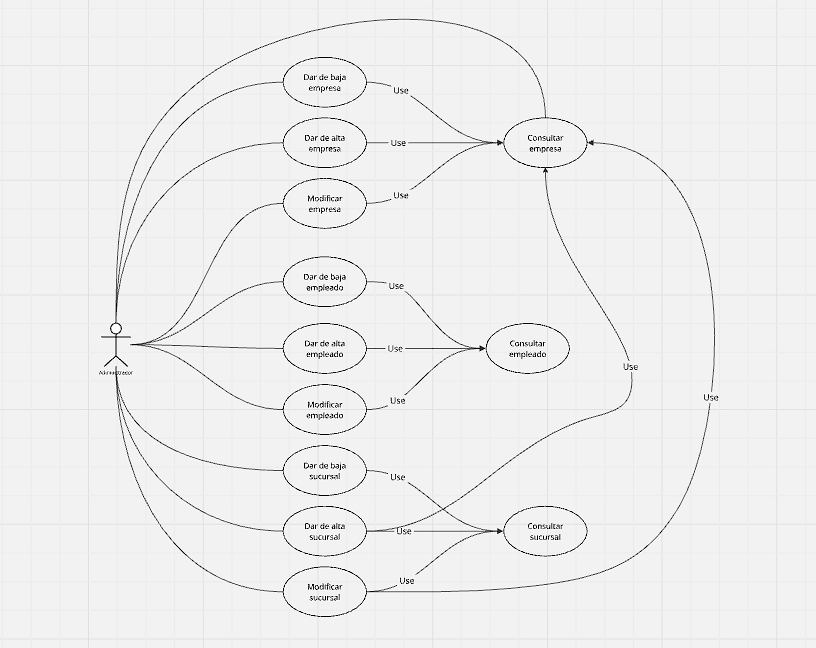 Dar de baja
empresa
Use
Dar de alta
empresa
Use
Consultar
empresa
Modificar
empresa
Use
Dar de baja
empleado
Use
Dar de alta
empleado
Use
Consultar
empleado
Use
Administrador
Modificar
empleado
Use
Use
Dar de baja
sucursal
Use
Dar de alta
sucursal
Use
Consultar
sucursal
Modificar
sucursal
Use